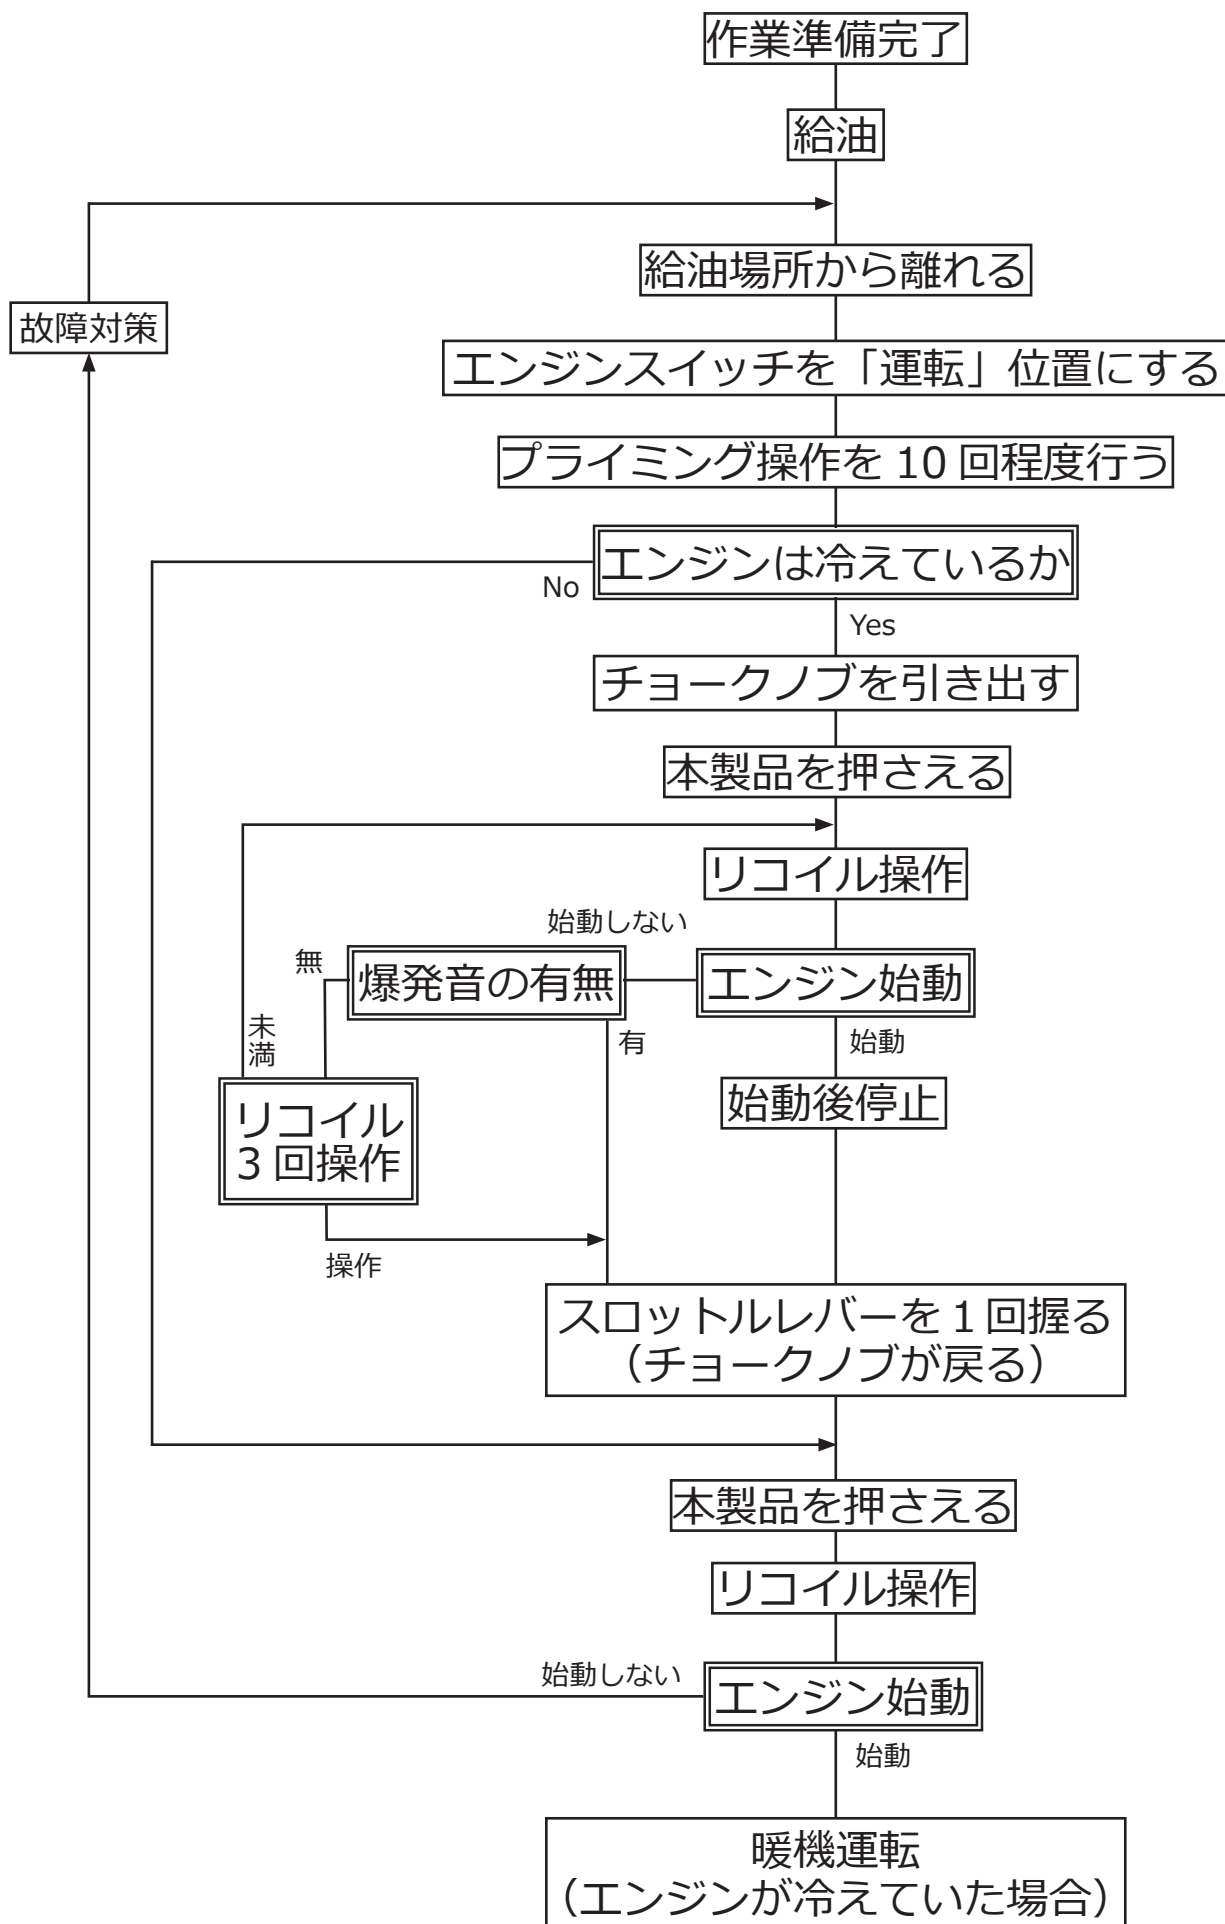 作業準備完了
給油
給油場所から離れる
故障対策
エンジンスイッチを「運転」位置にする
プライミング操作を 10 回程度行う
エンジンは冷えているか
No
Yes
チョークノブを引き出す
本製品を押さえる
リコイル操作
始動しない
無
爆発音の有無
エンジン始動
未満
有
始動
始動後停止
リコイル
3 回操作
操作
スロットルレバーを 1 回握る
（チョークノブが戻る）
本製品を押さえる
リコイル操作
始動しない
エンジン始動
始動
暖機運転
（エンジンが冷えていた場合）